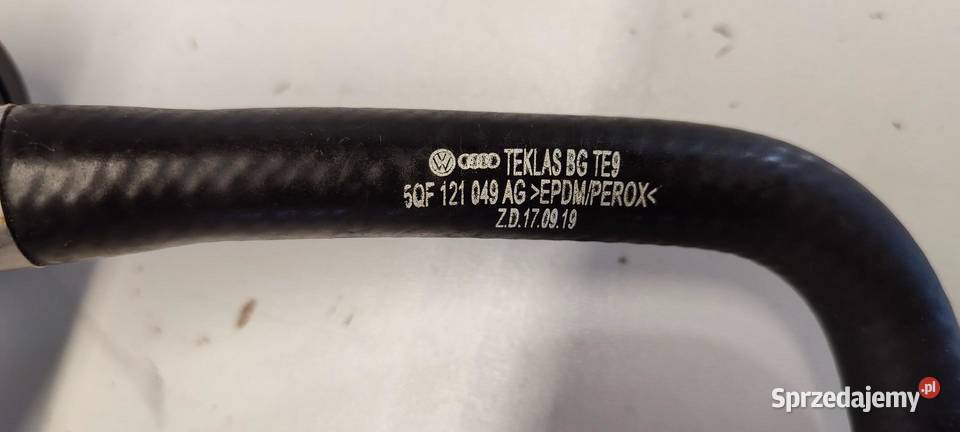 TEKLAS BG TE9
5QF 121 049 AG >EPDM/PEROX<
Z.D.17.09.19
Sprzedajemy.pl